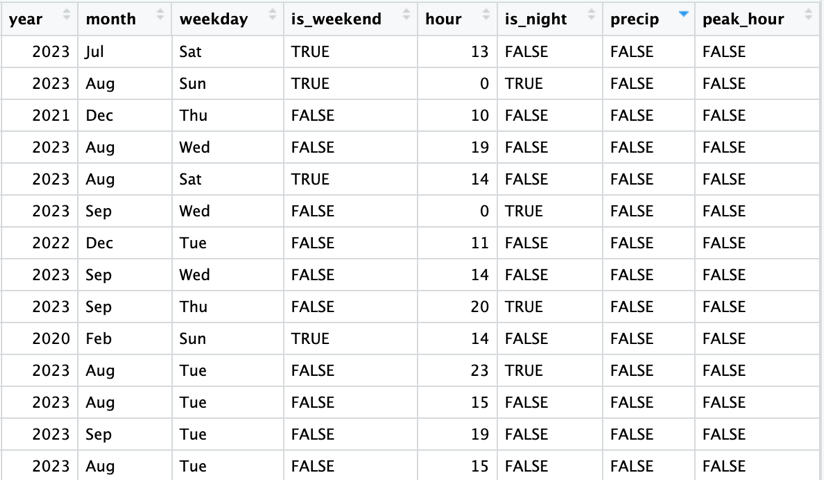 year month weekday is_weekend hour is_night precip peak_hour
2023 Jul Sat TRUE 13 FALSE FALSE FALSE
2023 Aug Sun TRUE 0 TRUE FALSE FALSE
2021 Dec Thu FALSE 10 FALSE FALSE FALSE
2023 Aug Wed FALSE 19 FALSE FALSE FALSE
2023 Aug Sat TRUE 14 FALSE FALSE FALSE
2023 Sep Wed FALSE 0 TRUE FALSE FALSE
2022 Dec Tue FALSE 11 FALSE FALSE FALSE
2023 Sep Wed FALSE 14 FALSE FALSE FALSE
2023 Sep Thu FALSE 20 TRUE FALSE FALSE
2020 Feb Sun TRUE 14 FALSE FALSE FALSE
2023 Aug Tue FALSE 23 TRUE FALSE FALSE
2023 Aug Tue FALSE 15 FALSE FALSE FALSE
2023 Sep Tue FALSE 19 FALSE FALSE FALSE
2023 Aug Tue FALSE 15 FALSE FALSE FALSE